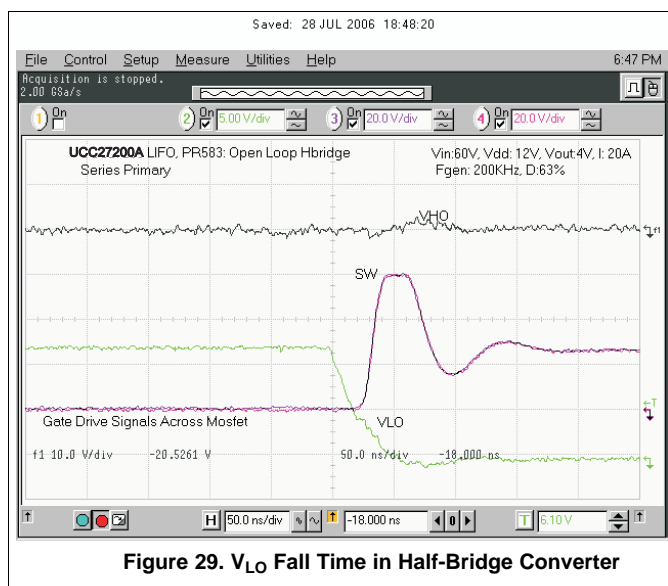 Saved: 28 JUL 2006 18:48:20
File Control Setup Measure Utilities Help 6:47 PM
Acquisition is stopped.
2.00 GSa/s
1 On 2 On 5.00 V/div 3 On 20.0 V/div 4 On 20.0 V/div
UCC27200A LIFO, PR583: Open Loop Hbridge
Series Primary
Vin:60V, Vdd: 12V, Vout:4V, I: 20A
Fgen: 200KHz, D:63%
VHO
f1
SW
T
Gate Drive Signals Across Mosfet
VLO
f1 10.0 V/div -20.5261 V 50.0 ns/div -18.000 ns
H 50.0 ns/div -18.000 ns 0 T 6.10 V
Figure 29. VLO Fall Time in Half-Bridge Converter